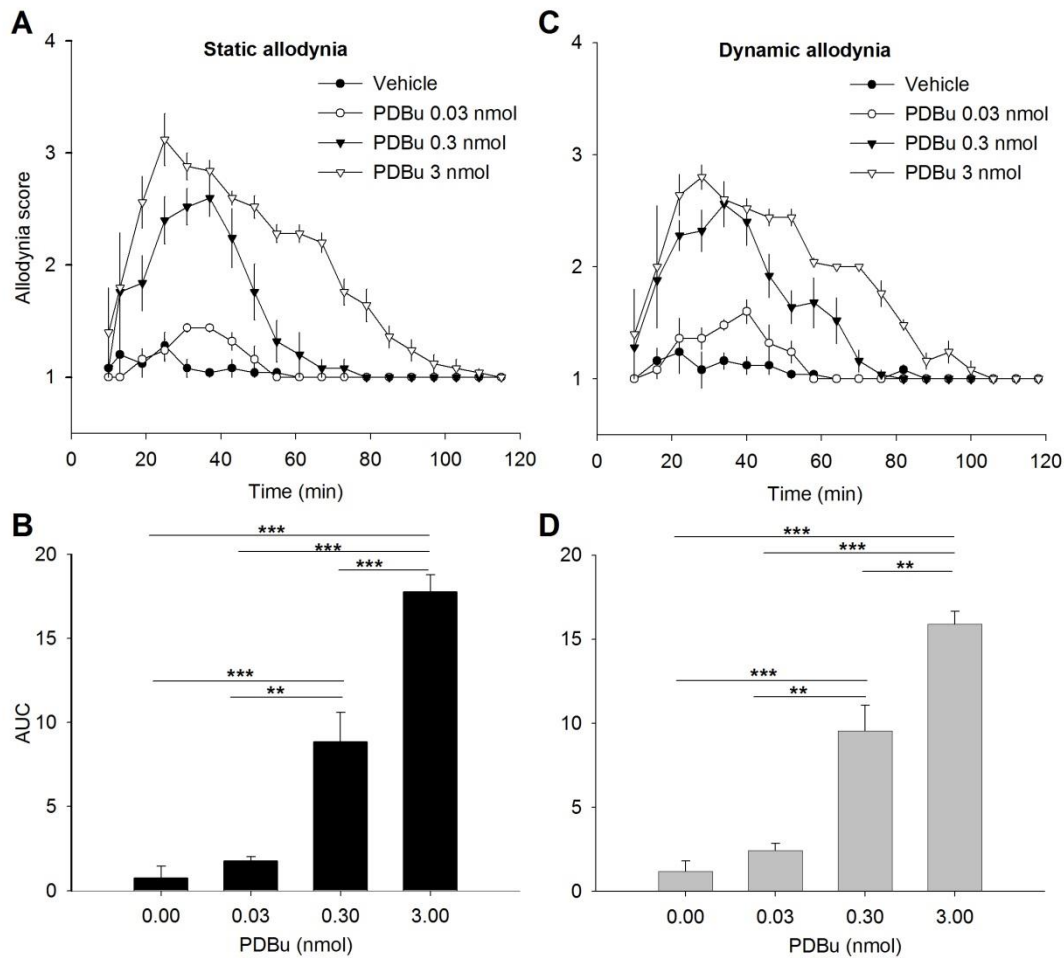 A
Static allodynia
Vehicle
PDBu 0.03 nmol
PDBu 0.3 nmol
PDBu 3 nmol
Allodynia score
4
3
2
1
0 20 40 60 80 100 120
Time (min)
C
Dynamic allodynia
Vehicle
PDBu 0.03 nmol
PDBu 0.3 nmol
PDBu 3 nmol
4
3
2
1
0 20 40 60 80 100 120
Time (min)
B
***
***
***
***
**
AUC
20
15
10
5
0
0.00 0.03 0.30 3.00
PDBu (nmol)
D
***
***
**
***
**
20
15
10
5
0
0.00 0.03 0.30 3.00
PDBu (nmol)